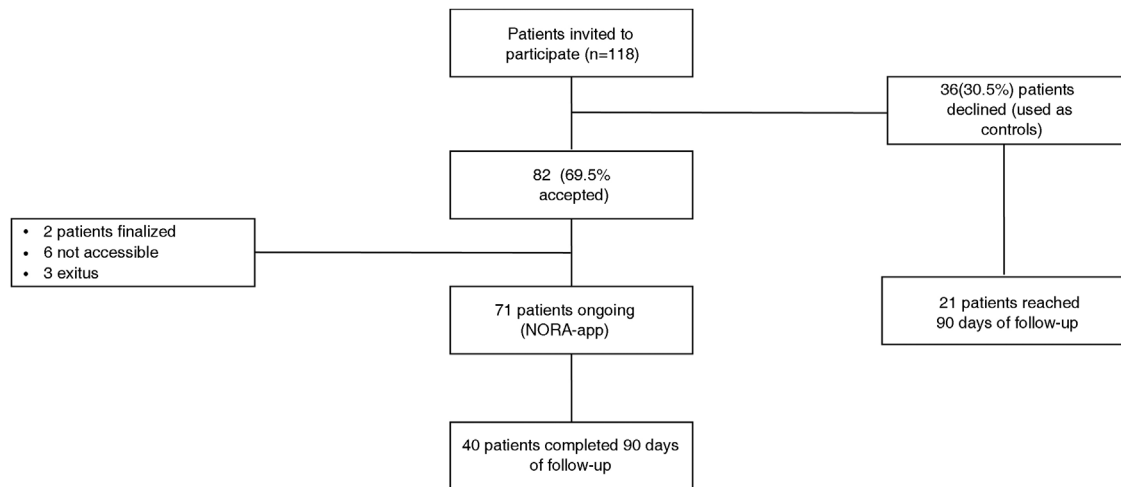 Patients invited to
participate (n=118)
36(30.5%) patients
declined (used as
controls)
82 (69.5%
accepted)
• 2 patients finalized
• 6 not accessible
• 3 exitus
71 patients ongoing
(NORA-app)
21 patients reached
90 days of follow-up
40 patients completed 90 days
of follow-up